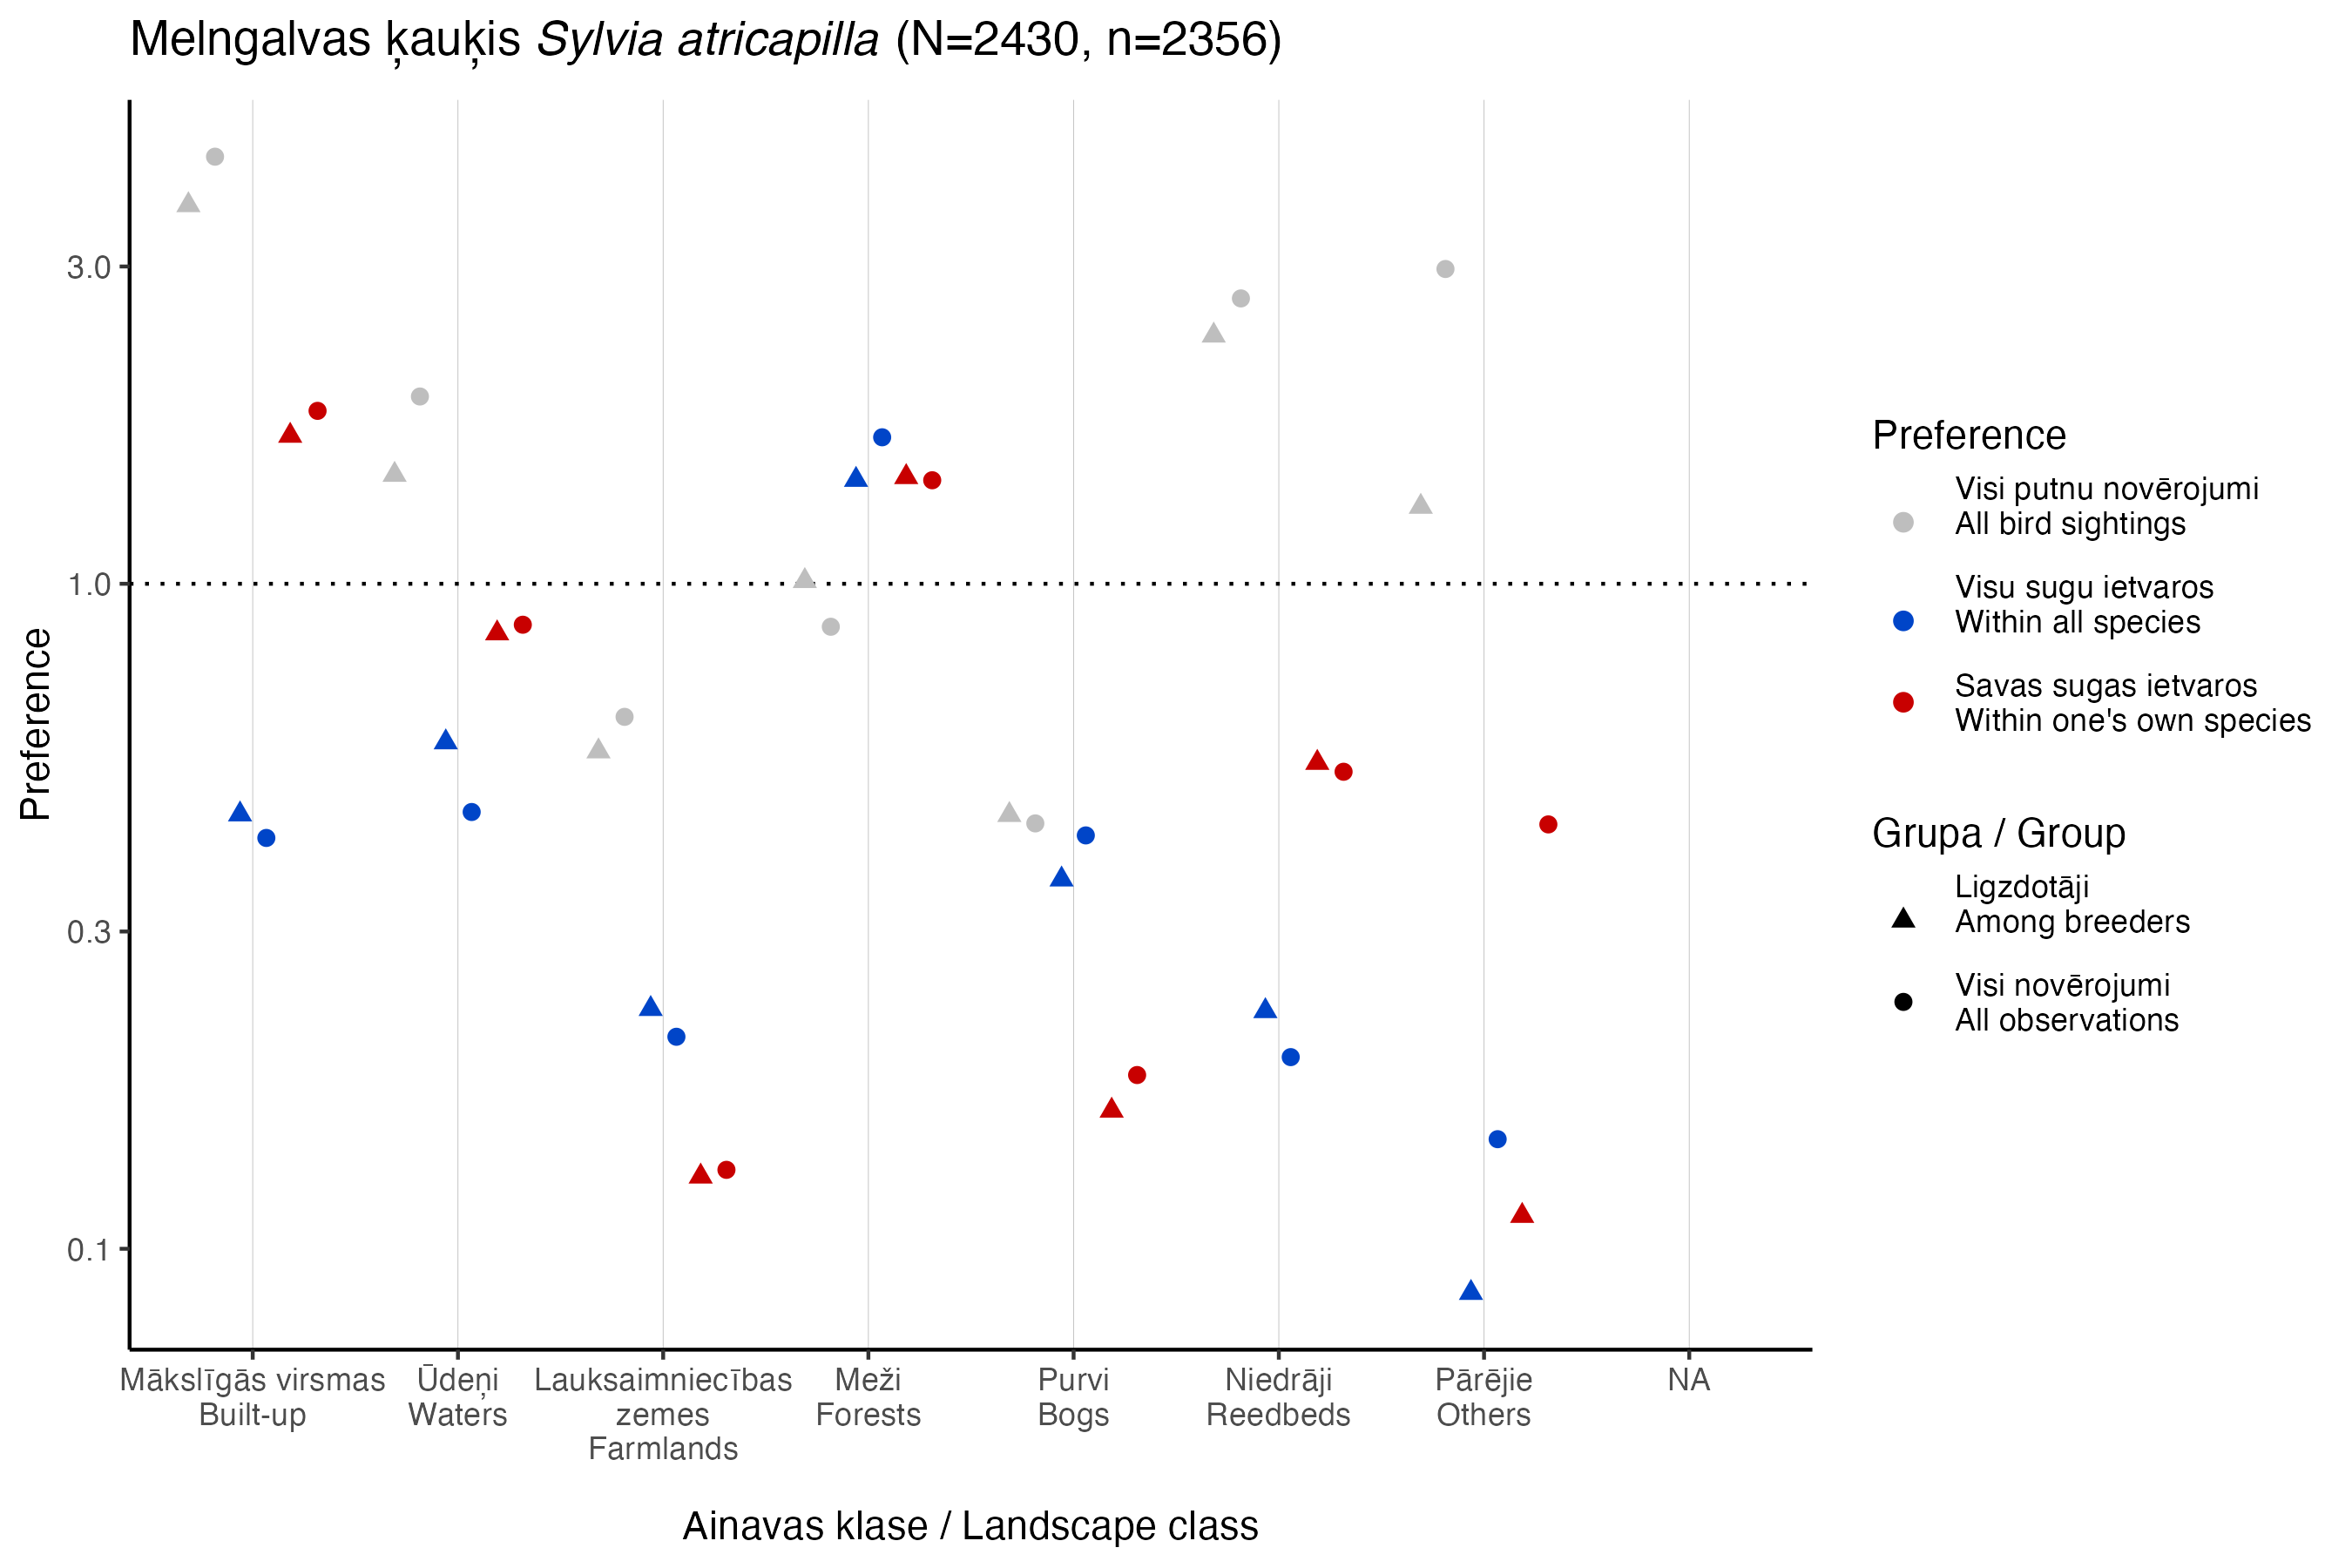 Melngalvas ķauķis Sylvia atricapilla (N=2430, n=2356)
Preference
3.0
1.0
0.3
0.1
Mākslīgās virsmas
Built-up
Ūdeņi
Waters
Lauksaimniecības
zemes
Farmlands
Meži
Forests
Purvi
Bogs
Niedrāji
Reedbeds
Pārējie
Others
NA
Ainavas klase / Landscape class
Preference
Visi putnu novērojumi
All bird sightings
Visu sugu ietvaros
Within all species
Savas sugas ietvaros
Within one's own species
Grupa / Group
Ligzdotāji
Among breeders
Visi novērojumi
All observations